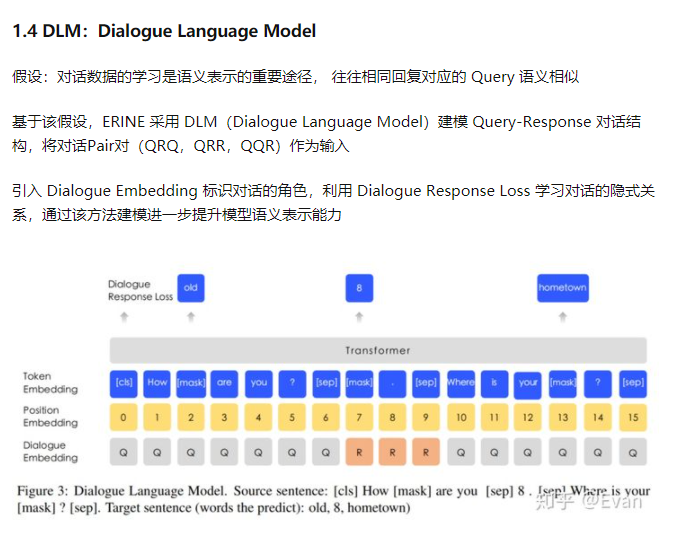 1.4 DLM：Dialogue Language Model
假设：对话数据的学习是语义表示的重要途径， 往往相同回复对应的 Query 语义相似
基于该假设，ERINE 采用 DLM（Dialogue Language Model）建模 Query-Response 对话结
构，将对话Pair对（QRQ，QRR，QQR）作为输入
引入 Dialogue Embedding 标识对话的角色，利用 Dialogue Response Loss 学习对话的隐式关
系，通过该方法建模进一步提升模型语义表示能力
Dialogue
Response Loss
old 8 hometown
Transformer
Token
Embedding
[cls] How [mask] are you ? [sep] [mask] . [sep] Where is your [mask] ? [sep]
Position
Embedding
0 1 2 3 4 5 6 7 8 9 10 11 12 13 14 15
Dialogue
Embedding
Q Q Q Q Q Q Q R R R Q Q Q Q Q Q
Figure 3: Dialogue Language Model. Source sentence: [cls] How [mask] are you [sep] 8 . [sep] Where is your
[mask] ? [sep]. Target sentence (words the predict): old, 8, hometown)
知乎 @Evan